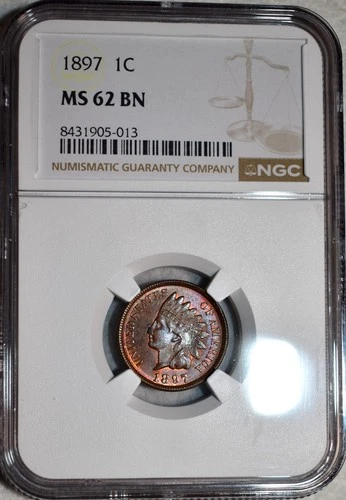 1897 1C
MS 62 BN
8431905-013
NUMISMATIC GUARANTY COMPANY NGC
UNITED STATES OF AMERICA
1897